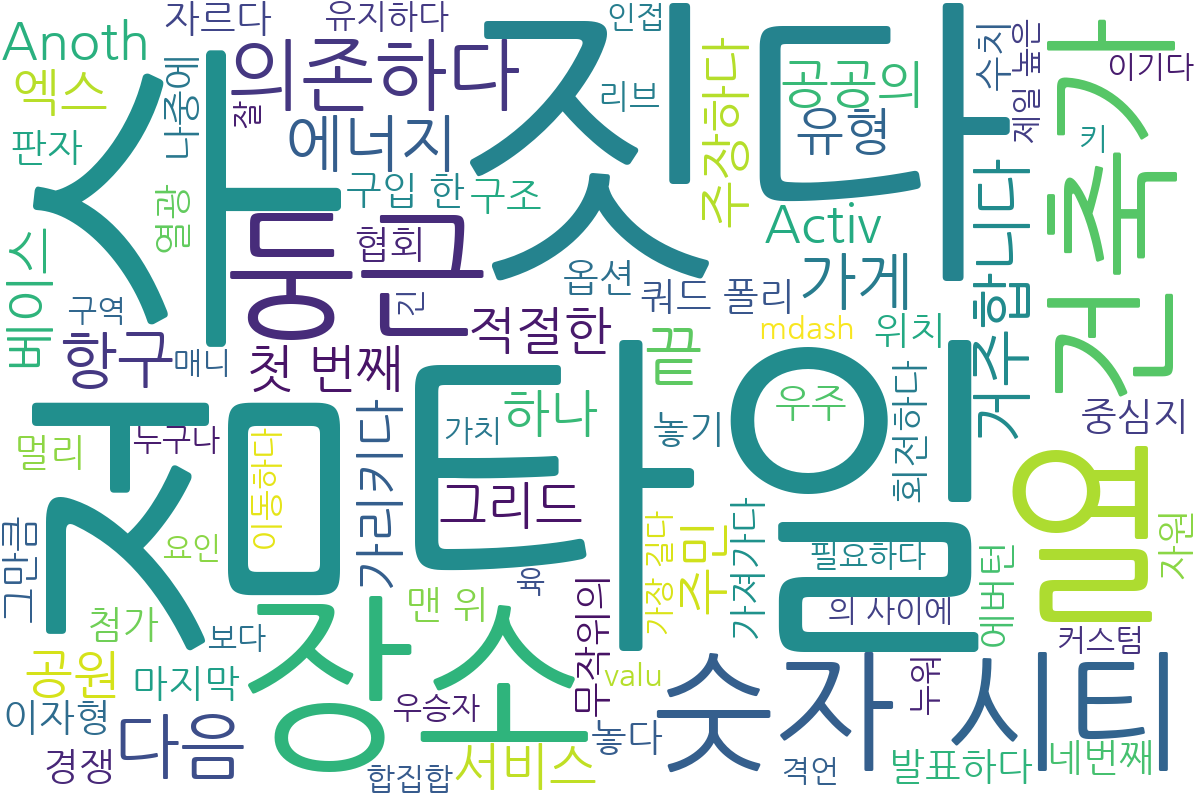 점수
짓다
타일
건축가
장소
숫자
시티
둥근
의존하다
에너지
다음
항구
가게
적절한
첫 번째
그리드
하나
끝
공공의
유형
주장하다
거주합니다
Anoth
엑스
판자
자르다
유지하다
나중에
잘
열광
베이스
구역
매니
구입 한
구조
협회
긴
옵션
쿼드 폴리
리브
인접
Activ
수치
제일 높은
이기다
키
mdash
위치
우주
중심지
회전하다
놓기
가치
멀리
누구나
이동하다
가리키다
그만큼
요인
첨가
보다
공원
마지막
이자형
경쟁
맨 위
육
무작위의
가장 길다
주민
가져가다
필요하다
의 사이에
에버턴
자원
커스텀
누워
valu
우승자
놓다
서비스
합집합
격언
발표하다
네번째